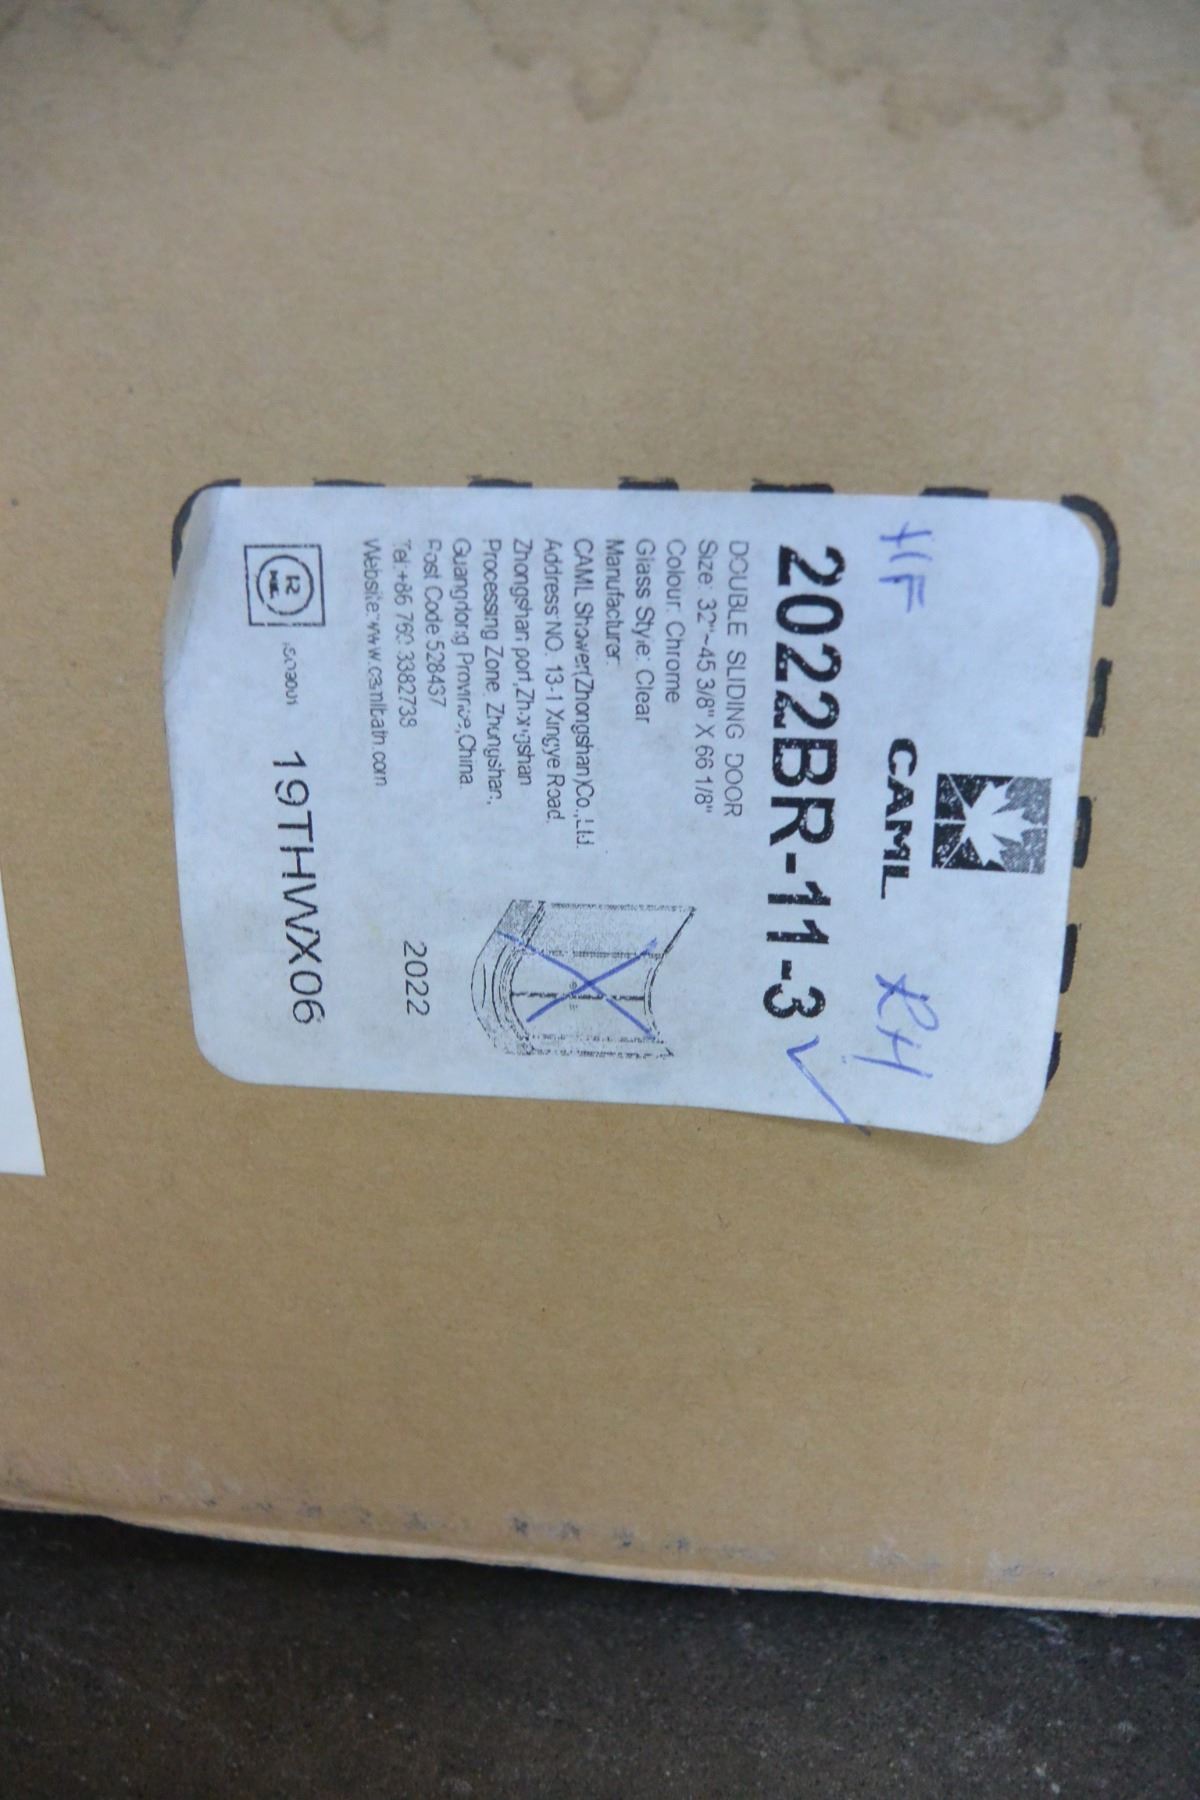 HF
RH
CAML
2022BR-11-3
DOUBLE SLIDING DOOR
Size: 32"~45 3/8" X 66 1/8"
Colour: Chrome
Glass Style: Clear
Manufacturer:
CAML Shower(Zhongshan)Co.,Ltd.
Address NO. 13-1 Xingye Road,
Zhongshan port,Zhongshan
Processing Zone, Zhongshan,
Guangdong Province,China.
Post Code 528437
Tel:+86 760 3382739
Website:www.camlbath.com
2022
R
ISO9001
19THWX06